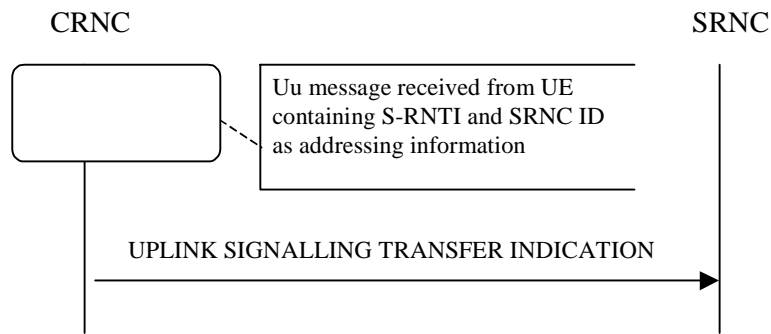 CRNC
SRNC
Uu message received from UE
containing S-RNTI and SRNC ID
as addressing information
UPLINK SIGNALLING TRANSFER INDICATION